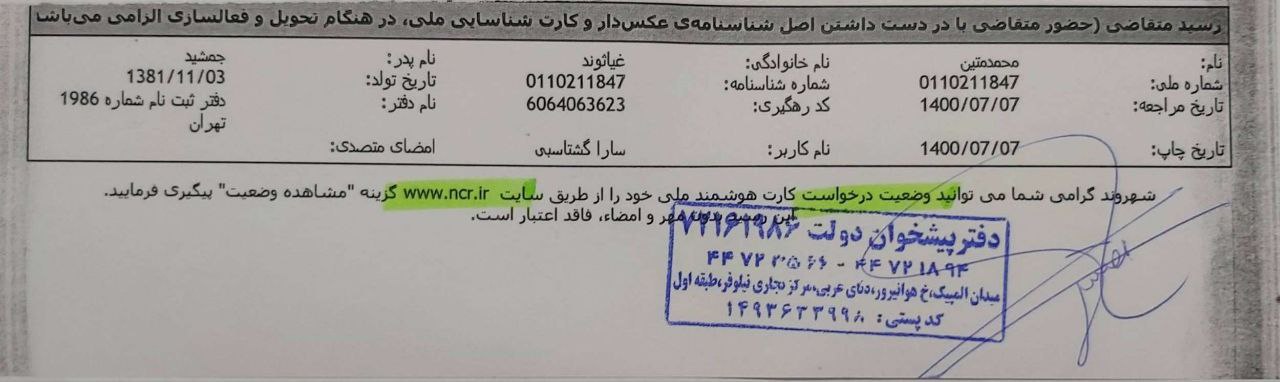 رسید متقاضی (حضور متقاضی با در دست داشتن اصل شناسنامه‌ی عکس‌دار و کارت شناسایی ملی، در هنگام تحویل و فعالسازی الزامی می‌باشد
نام: محمدمتین نام خانوادگی: غیاثوند نام پدر: جمشید
شماره ملی: 0110211847 شماره شناسنامه: 0110211847 تاریخ تولد: 1381/11/03
تاریخ مراجعه: 1400/07/07 کد رهگیری: 6064063623 نام دفتر: دفتر ثبت نام شماره 1986
تهران
تاریخ چاپ: 1400/07/07 نام کاربر: سارا گشتاسبی امضای متصدی:
شهروند گرامی شما می توانید وضعیت درخواست کارت هوشمند ملی خود را از طریق سایت www.ncr.ir گزینه "مشاهده وضعیت" پیگیری فرمایید.
این رسید بدون مهر و امضاء، فاقد اعتبار است.
دفتر پیشخوان دولت ۷۲۱۶۱۹۸۶
۴۴۷۲۱۸۹۴ - ۴۴۷۲۳۵۶۶
میدان المپیک،خ هوانیروز،دنای غربی،مرکز تجاری نیلوفر،طبقه اول
کد پستی: ۱۴۹۳۶۳۳۹۹۸